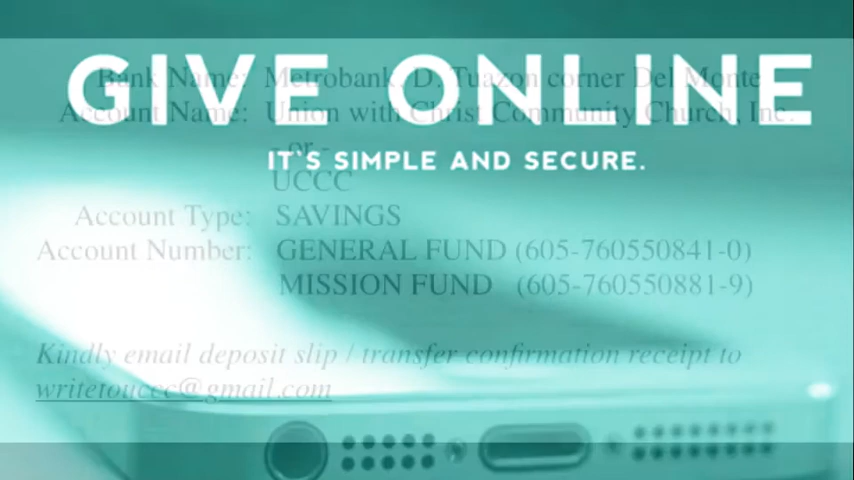 GIVE ONLINE
IT'S SIMPLE AND SECURE.
Bank Name: Metrobank, D. Tuazon corner Del Monte
Account Name: Union with Christ Community Church, Inc.
- or -
UCCC
Account Type: SAVINGS
Account Number: GENERAL FUND (605-760550841-0)
MISSION FUND (605-760550881-9)
Kindly email deposit slip / transfer confirmation receipt to
writetouccc@gmail.com